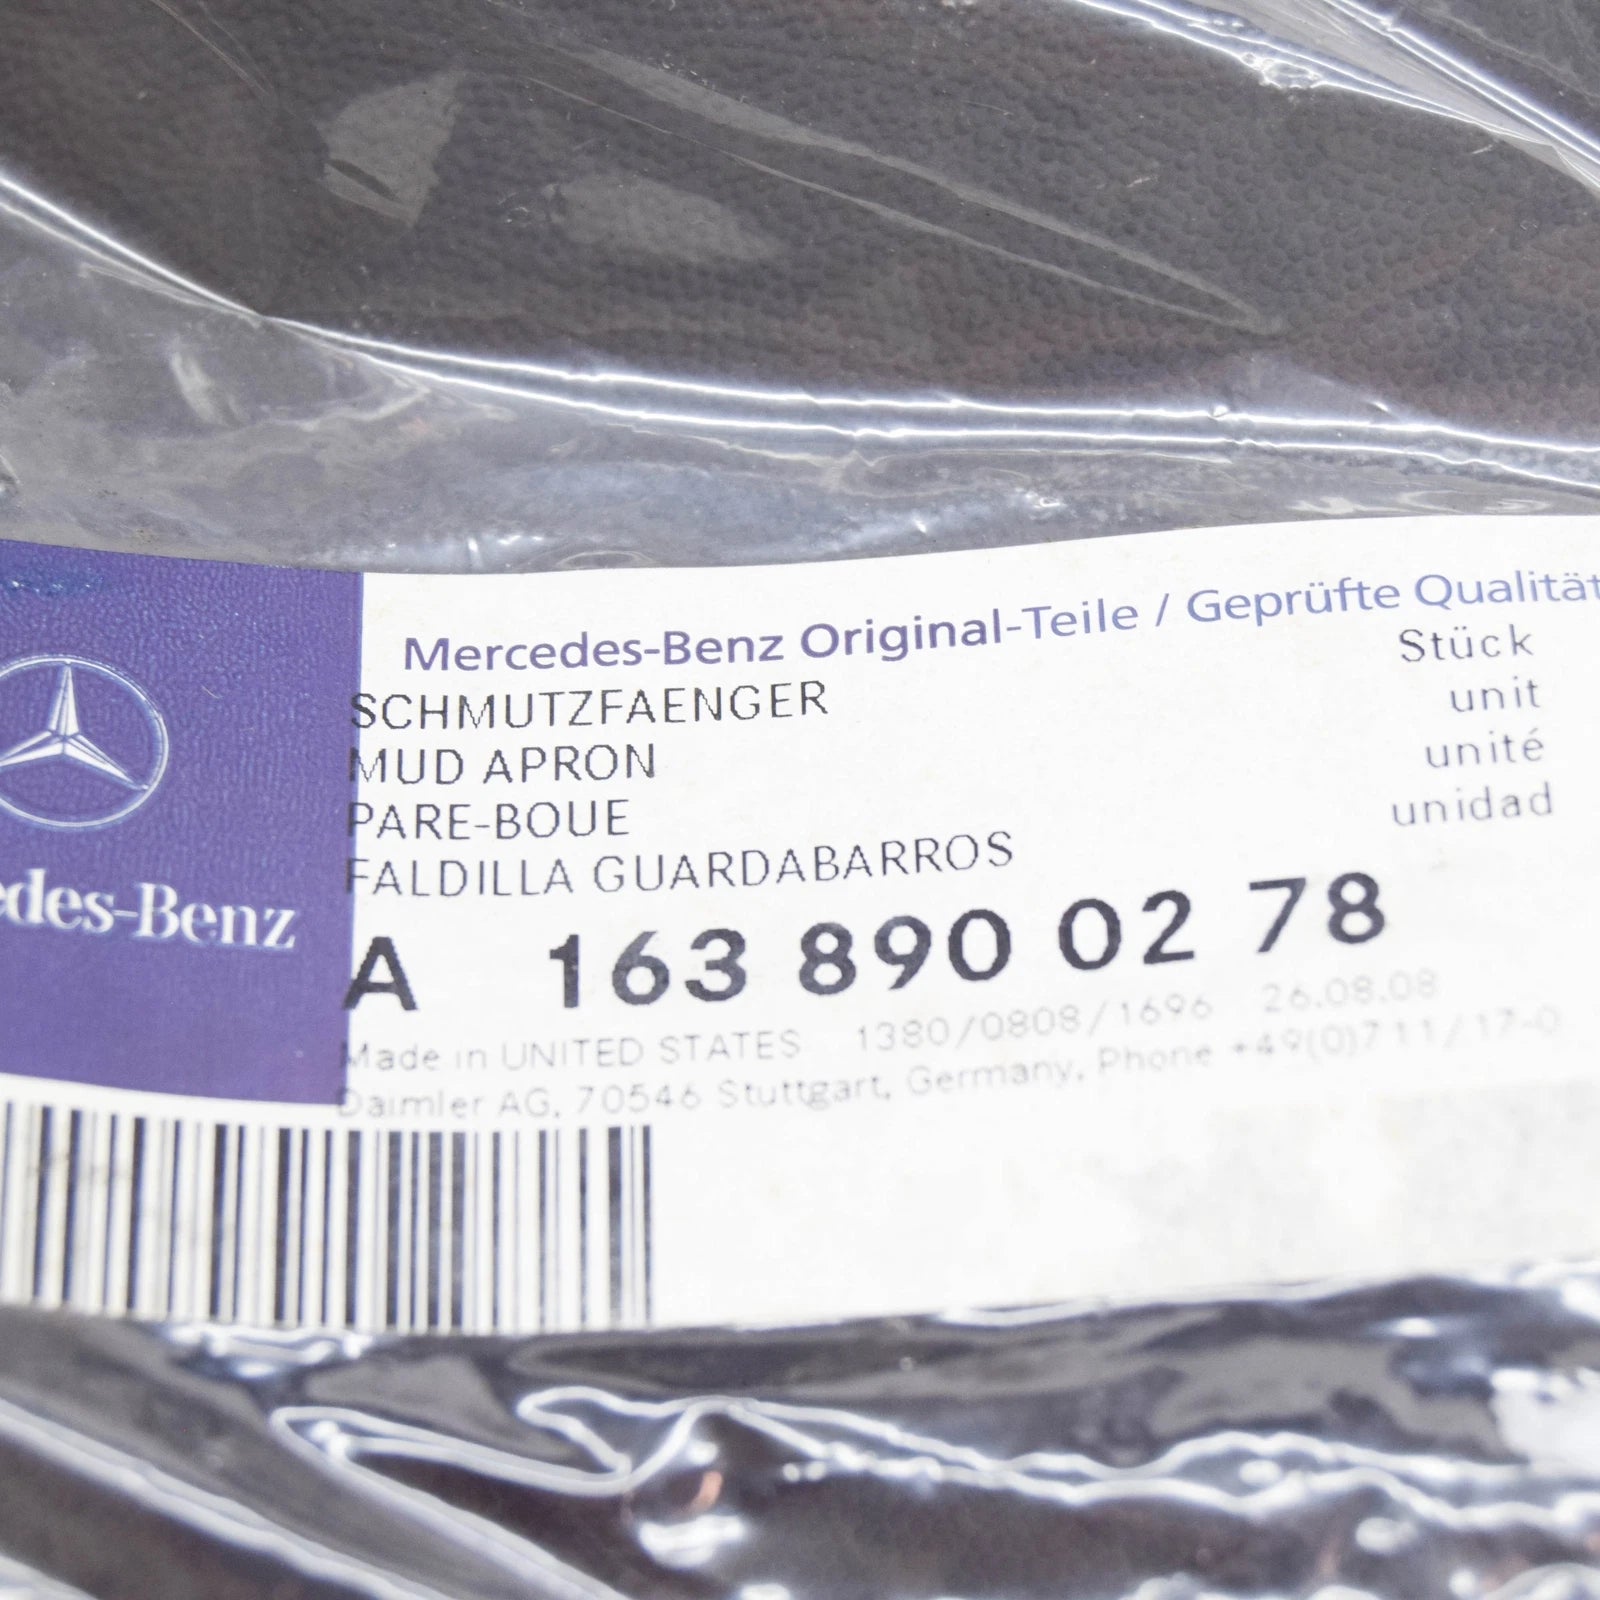 Mercedes-Benz Original-Teile / Geprüfte Qualität
SCHMUTZFAENGER Stück
MUD APRON unit
PARE-BOUE unité
FALDILLA GUARDABARROS unidad
edes-Benz
A 163 890 02 78
Made in UNITED STATES 1380/0808/1696 26.08.08
Daimler AG, 70546 Stuttgart, Germany, Phone +49(0)711/17-0